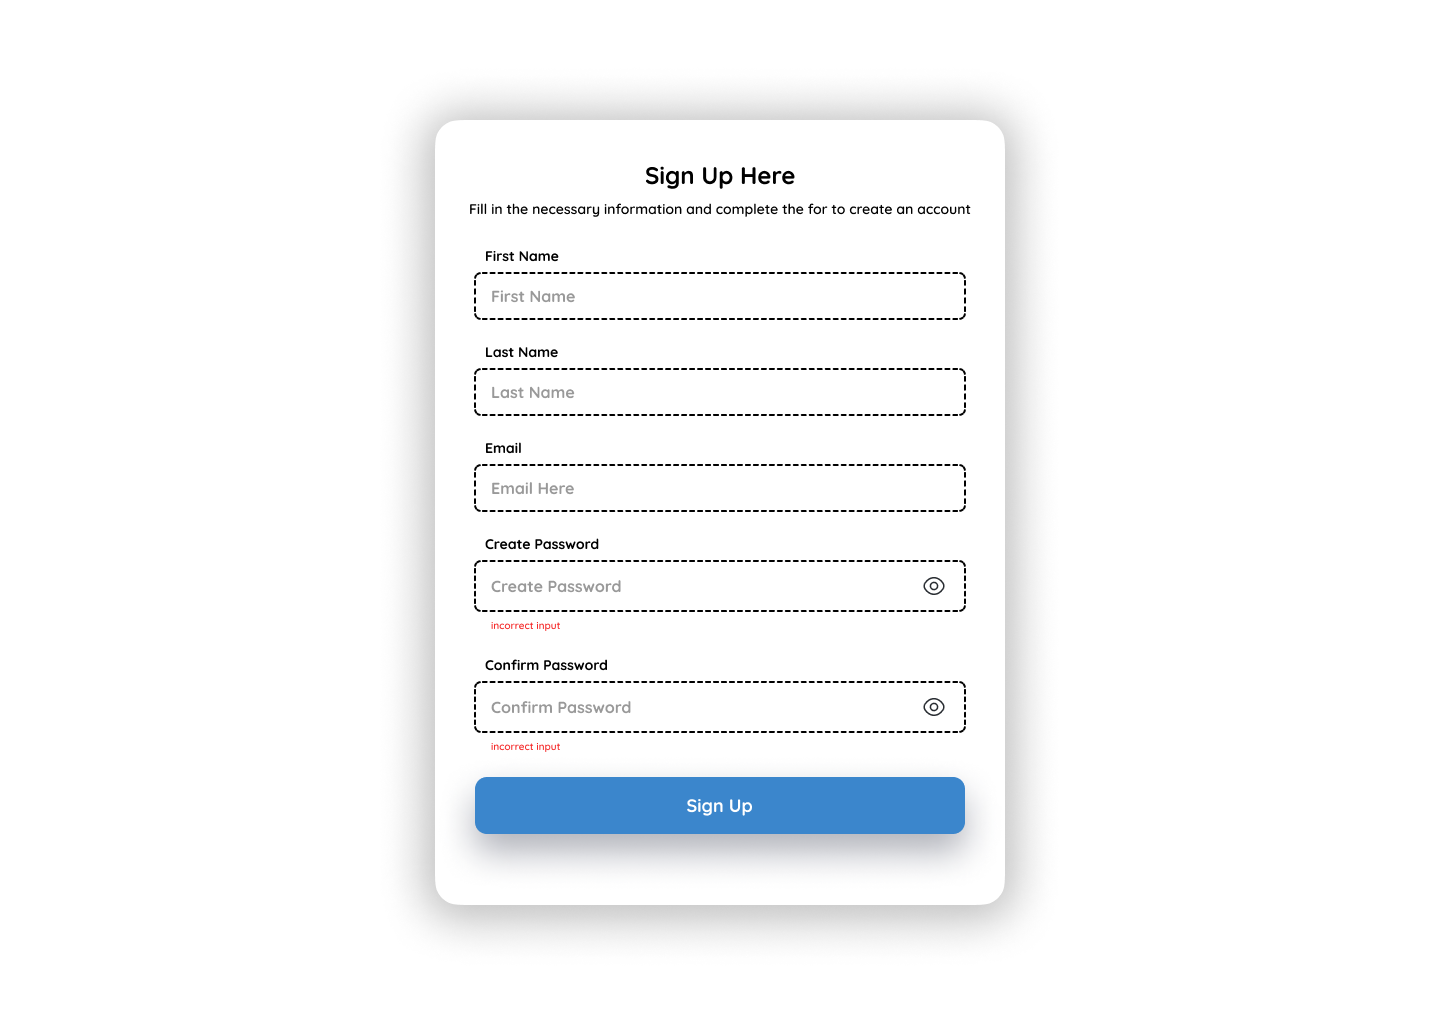 Sign Up Here
Fill in the necessary information and complete the for to create an account
First Name
First Name
Last Name
Last Name
Email
Email Here
Create Password
Create Password
incorrect input
Confirm Password
Confirm Password
incorrect input
Sign Up